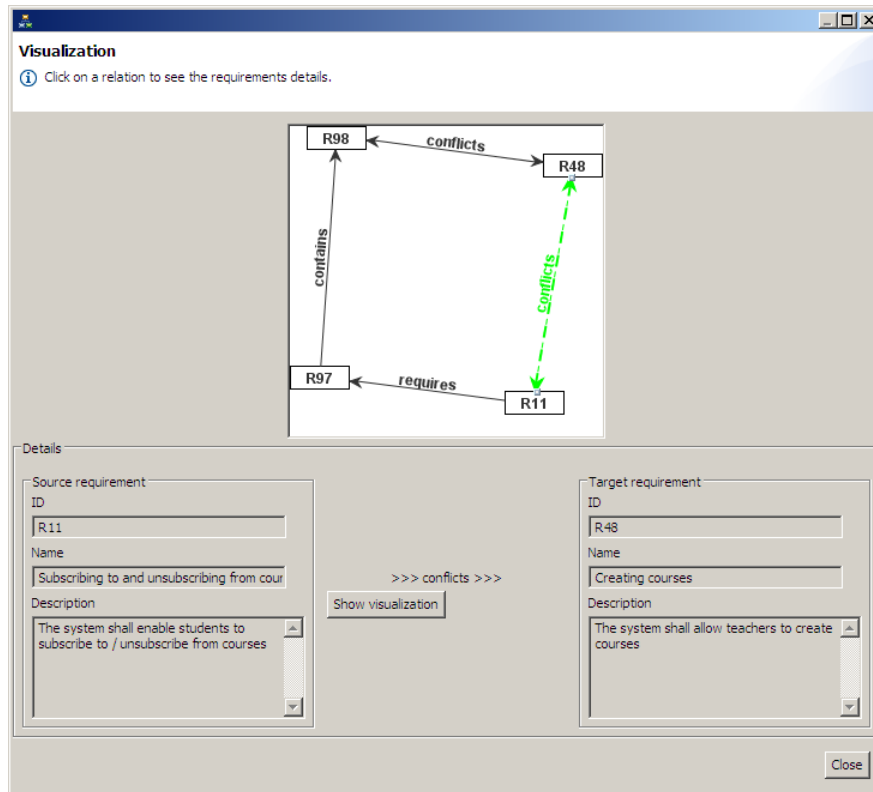 Visualization
Click on a relation to see the requirements details.
R98
conflicts
R48
contains
conflicts
R97
requires
R11
Details
Source requirement
ID
R11
Name
Subscribing to and unsubscribing from cour
Description
The system shall enable students to
subscribe to / unsubscribe from courses
>>> conflicts >>>
Show visualization
Target requirement
ID
R48
Name
Creating courses
Description
The system shall allow teachers to create
courses
Close